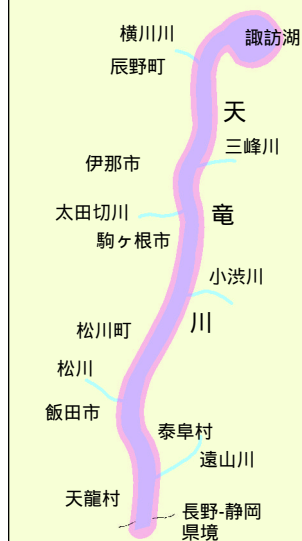 横川川
諏訪湖
辰野町
天
三峰川
伊那市
太田切川
竜
駒ヶ根市
小渋川
松川町
川
松川
飯田市
泰阜村
遠山川
天龍村
長野-静岡
県境